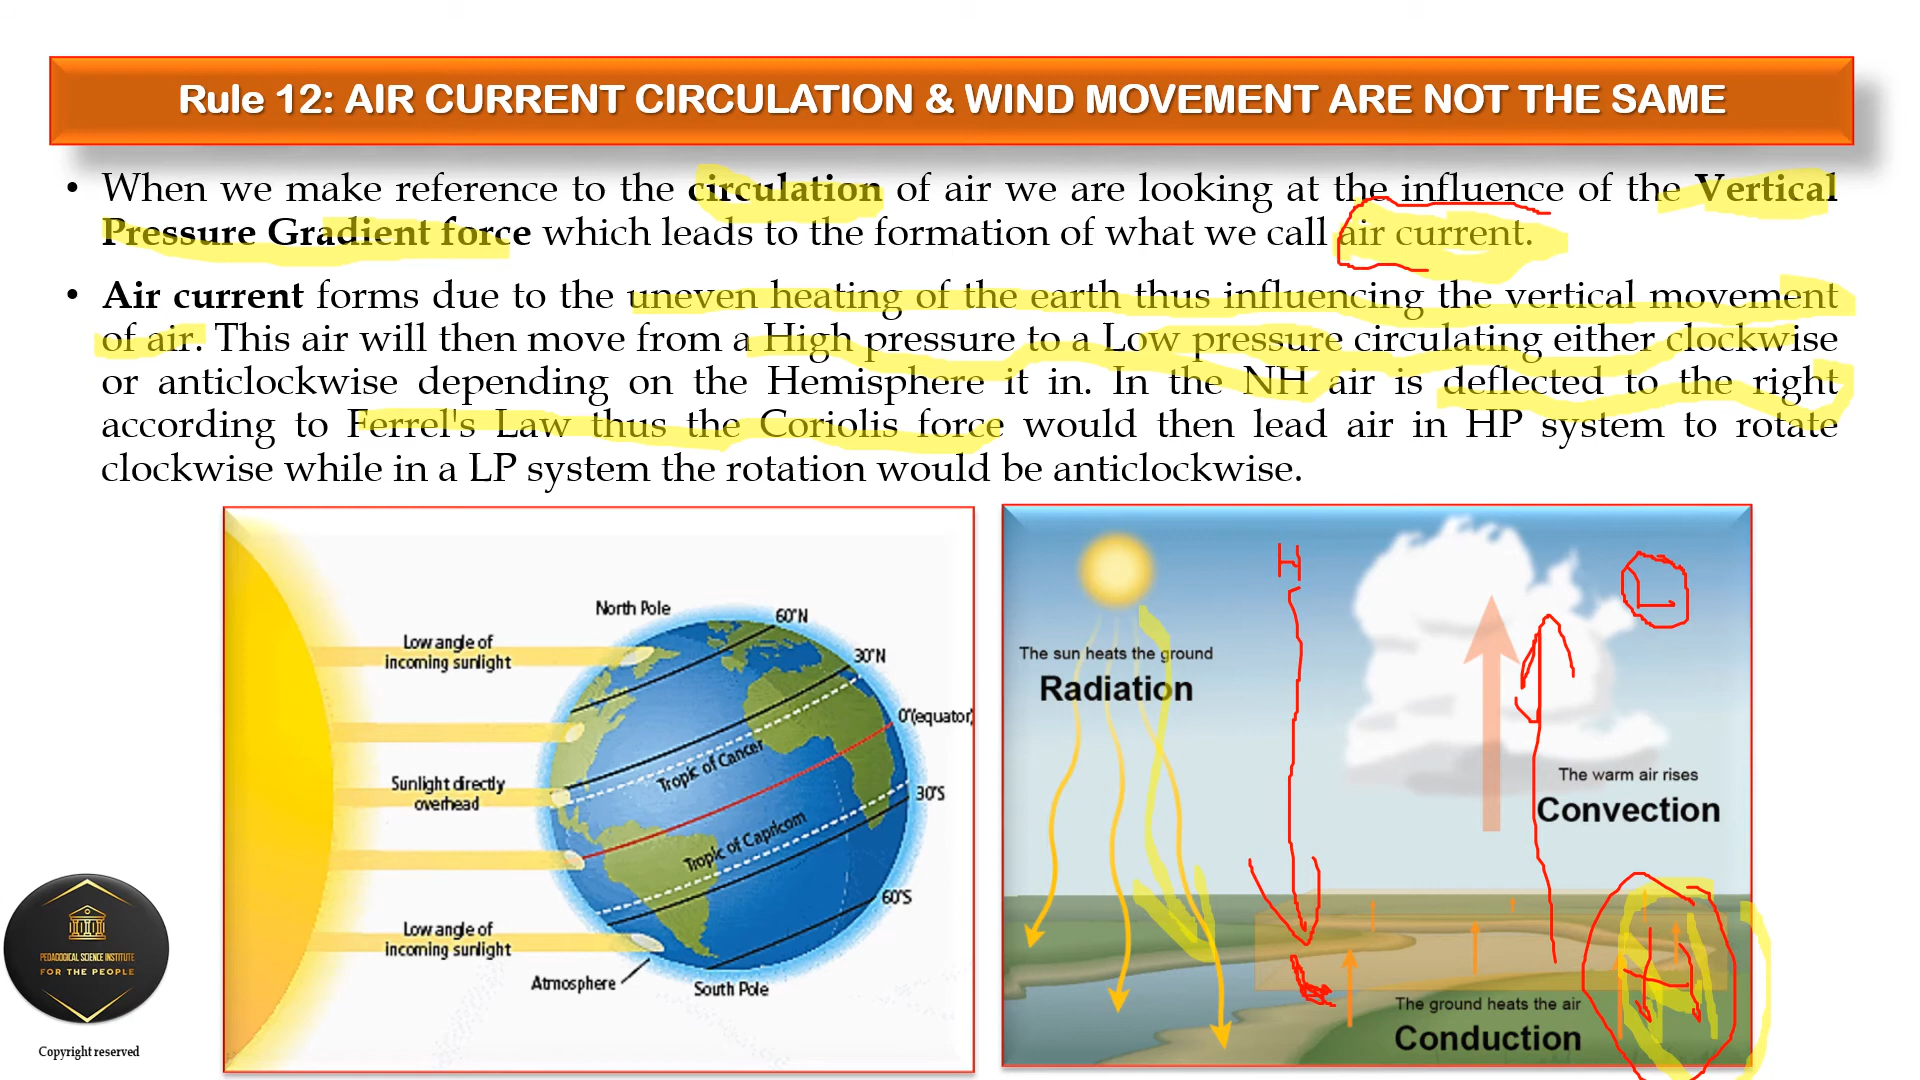 Rule 12: AIR CURRENT CIRCULATION & WIND MOVEMENT ARE NOT THE SAME
• When we make reference to the circulation of air we are looking at the influence of the Vertical
Pressure Gradient force which leads to the formation of what we call air current.
• Air current forms due to the uneven heating of the earth thus influencing the vertical movement
of air. This air will then move from a High pressure to a Low pressure circulating either clockwise
or anticlockwise depending on the Hemisphere it in. In the NH air is deflected to the right
according to Ferrel's Law thus the Coriolis force would then lead air in HP system to rotate
clockwise while in a LP system the rotation would be anticlockwise.
North Pole
60°N
Low angle of
incoming sunlight
30°N
0°(equator)
Tropic of Cancer
Sunlight directly
overhead
30°S
Tropic of Capricorn
60°S
Low angle of
incoming sunlight
Atmosphere
South Pole
H
L
The sun heats the ground
Radiation
The warm air rises
Convection
H
The ground heats the air
Conduction
PEDAGOGICAL SCIENCE INSTITUTE
FOR THE PEOPLE
Copyright reserved